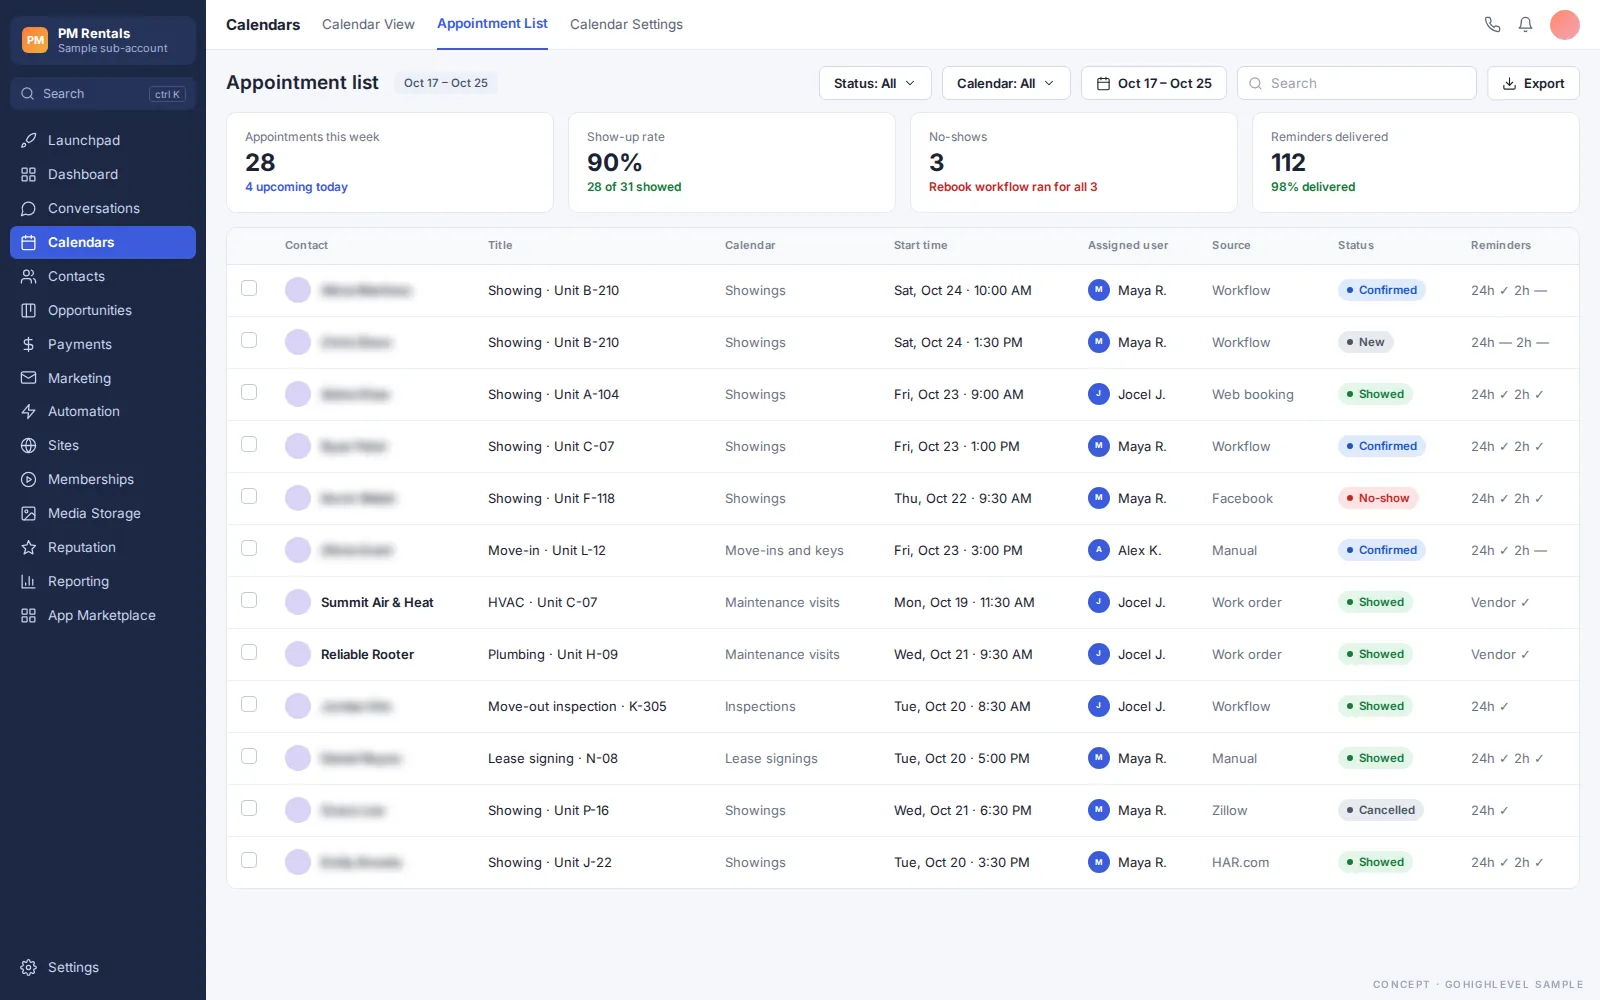 PM
PM Rentals
Sample sub-account
Search
ctrl K
Launchpad
Dashboard
Conversations
Calendars
Contacts
Opportunities
Payments
Marketing
Automation
Sites
Memberships
Media Storage
Reputation
Reporting
App Marketplace
Settings
Calendars Calendar View Appointment List Calendar Settings
Appointment list Oct 17 – Oct 25 Status: All Calendar: All Oct 17 – Oct 25 Search Export
Appointments this week
28
4 upcoming today
Show-up rate
90%
28 of 31 showed
No-shows
3
Rebook workflow ran for all 3
Reminders delivered
112
98% delivered
Contact Title Calendar Start time Assigned user Source Status Reminders
Showing · Unit B-210 Showings Sat, Oct 24 · 10:00 AM M Maya R. Workflow Confirmed 24h ✓ 2h —
Showing · Unit B-210 Showings Sat, Oct 24 · 1:30 PM M Maya R. Workflow New 24h — 2h —
Showing · Unit A-104 Showings Fri, Oct 23 · 9:00 AM J Jocel J. Web booking Showed 24h ✓ 2h ✓
Showing · Unit C-07 Showings Fri, Oct 23 · 1:00 PM M Maya R. Workflow Confirmed 24h ✓ 2h ✓
Showing · Unit F-118 Showings Thu, Oct 22 · 9:30 AM M Maya R. Facebook No-show 24h ✓ 2h ✓
Move-in · Unit L-12 Move-ins and keys Fri, Oct 23 · 3:00 PM A Alex K. Manual Confirmed 24h ✓ 2h —
Summit Air & Heat HVAC · Unit C-07 Maintenance visits Mon, Oct 19 · 11:30 AM J Jocel J. Work order Showed Vendor ✓
Reliable Rooter Plumbing · Unit H-09 Maintenance visits Wed, Oct 21 · 9:30 AM J Jocel J. Work order Showed Vendor ✓
Move-out inspection · K-305 Inspections Tue, Oct 20 · 8:30 AM J Jocel J. Workflow Showed 24h ✓
Lease signing · N-08 Lease signings Tue, Oct 20 · 5:00 PM M Maya R. Manual Showed 24h ✓ 2h ✓
Showing · Unit P-16 Showings Wed, Oct 21 · 6:30 PM M Maya R. Zillow Cancelled 24h ✓
Showing · Unit J-22 Showings Tue, Oct 20 · 3:30 PM M Maya R. HAR.com Showed 24h ✓ 2h ✓
CONCEPT · GOHIGHLEVEL SAMPLE